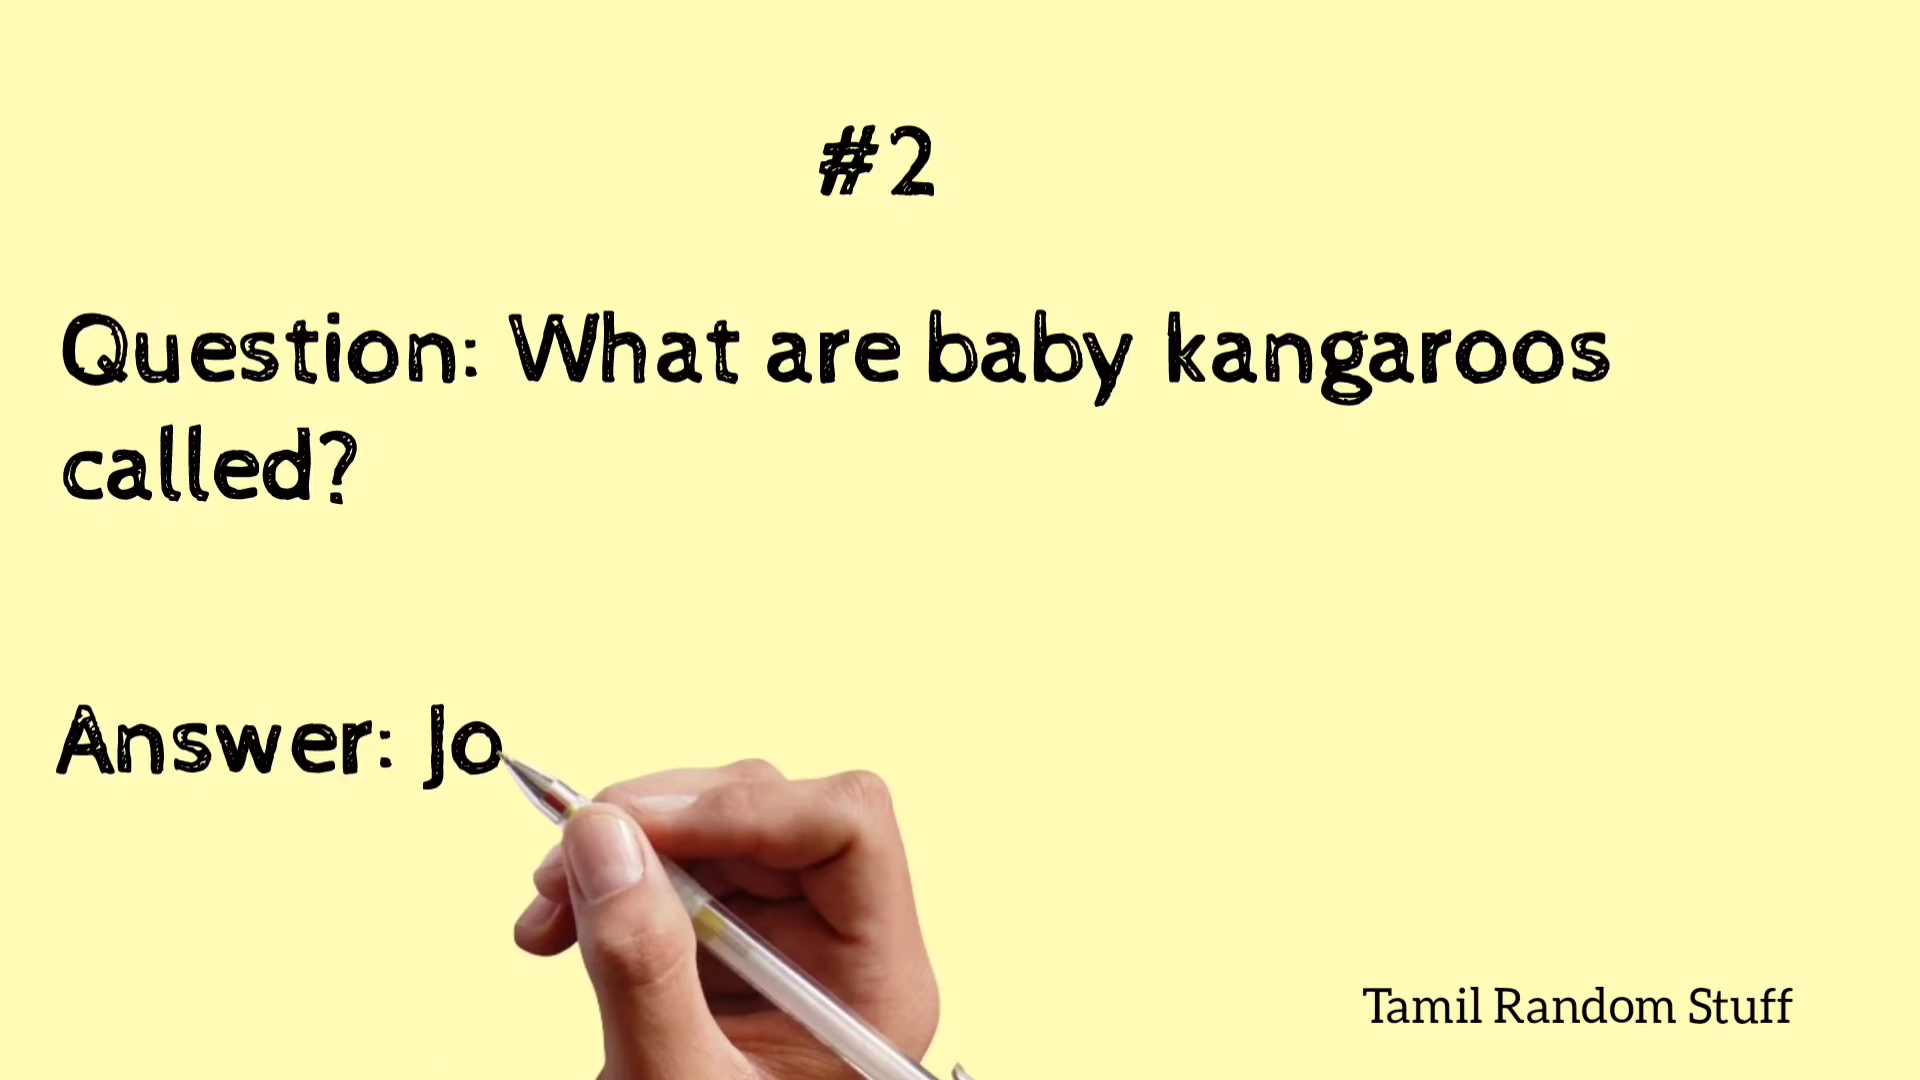 #2
Question: What are baby kangaroos
called?
Answer: Jo
Tamil Random Stuff